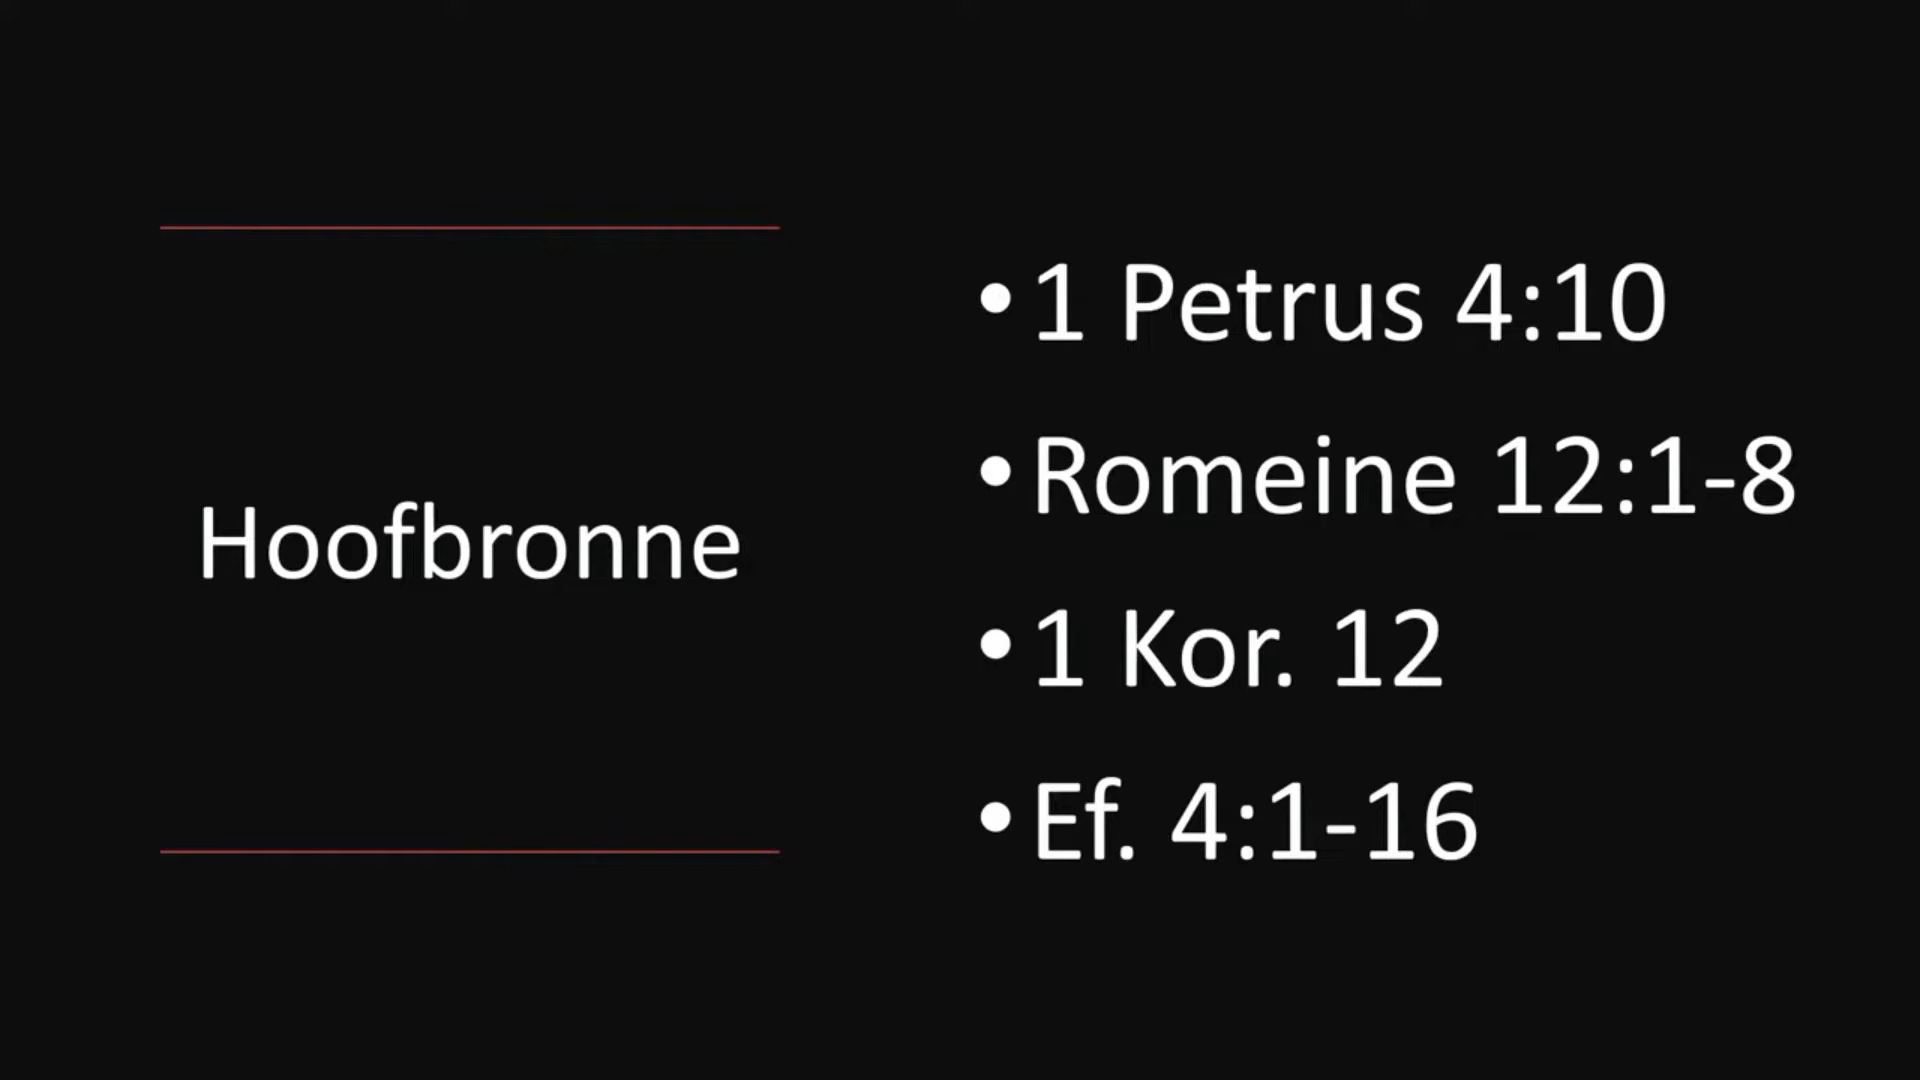 Hoofbronne
• 1 Petrus 4:10
• Romeine 12:1-8
• 1 Kor. 12
• Ef. 4:1-16